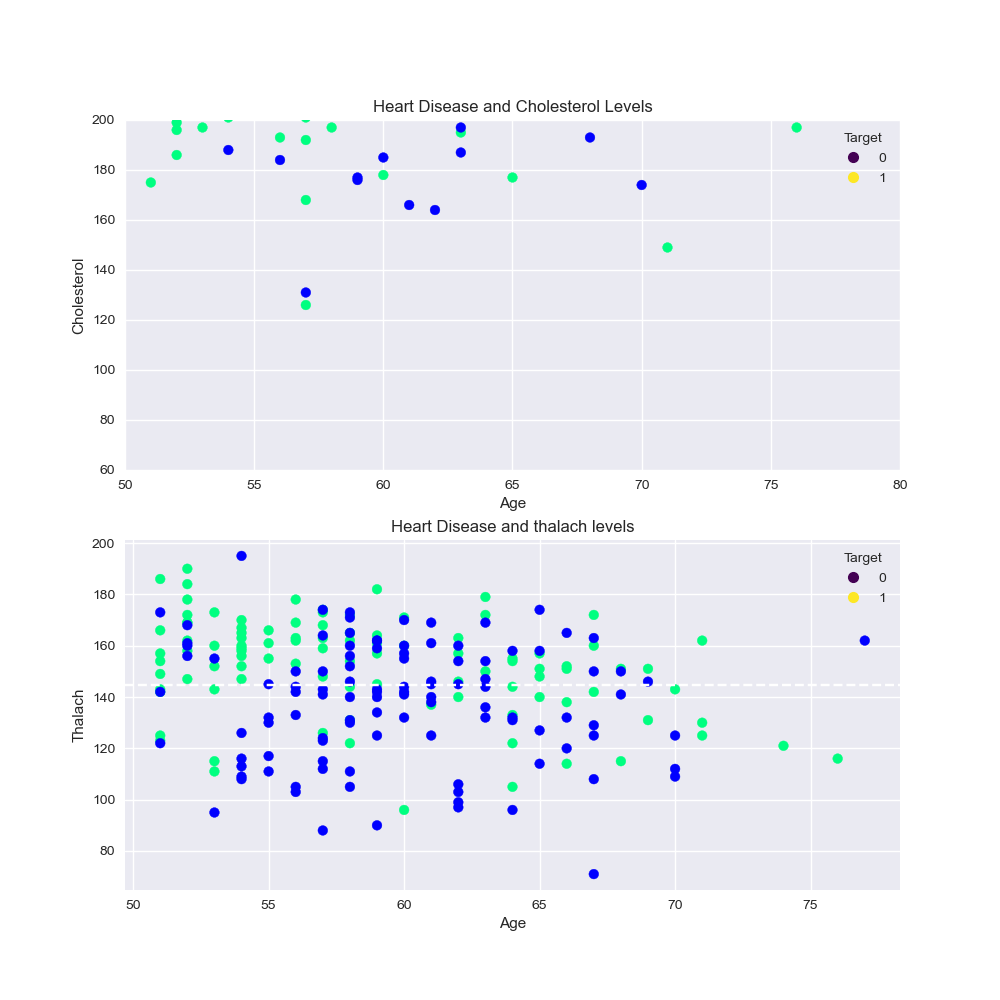 Heart Disease and Cholesterol Levels
200
180
160
140
120
100
80
60
Cholesterol
Target
0
1
50 55 60 65 70 75 80
Age
Heart Disease and thalach levels
200
180
160
140
120
100
80
Thalach
Target
0
1
50 55 60 65 70 75
Age